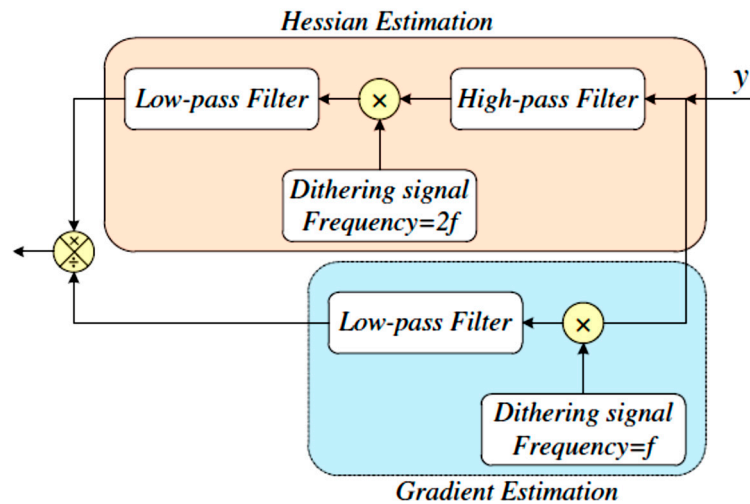 Hessian Estimation
y
Low-pass Filter
×
High-pass Filter
Dithering signal
Frequency=2f
×
÷
Low-pass Filter
×
Dithering signal
Frequency=f
Gradient Estimation